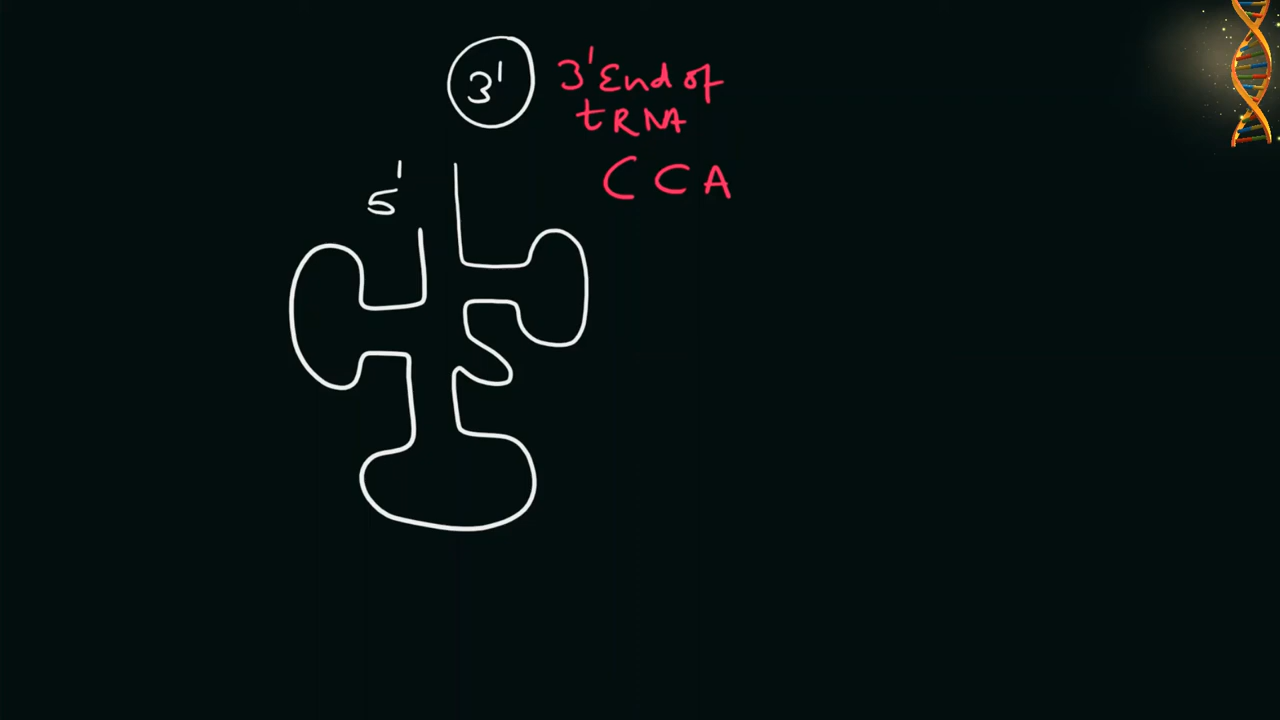 3'
3' End of
tRNA
CCA
5'